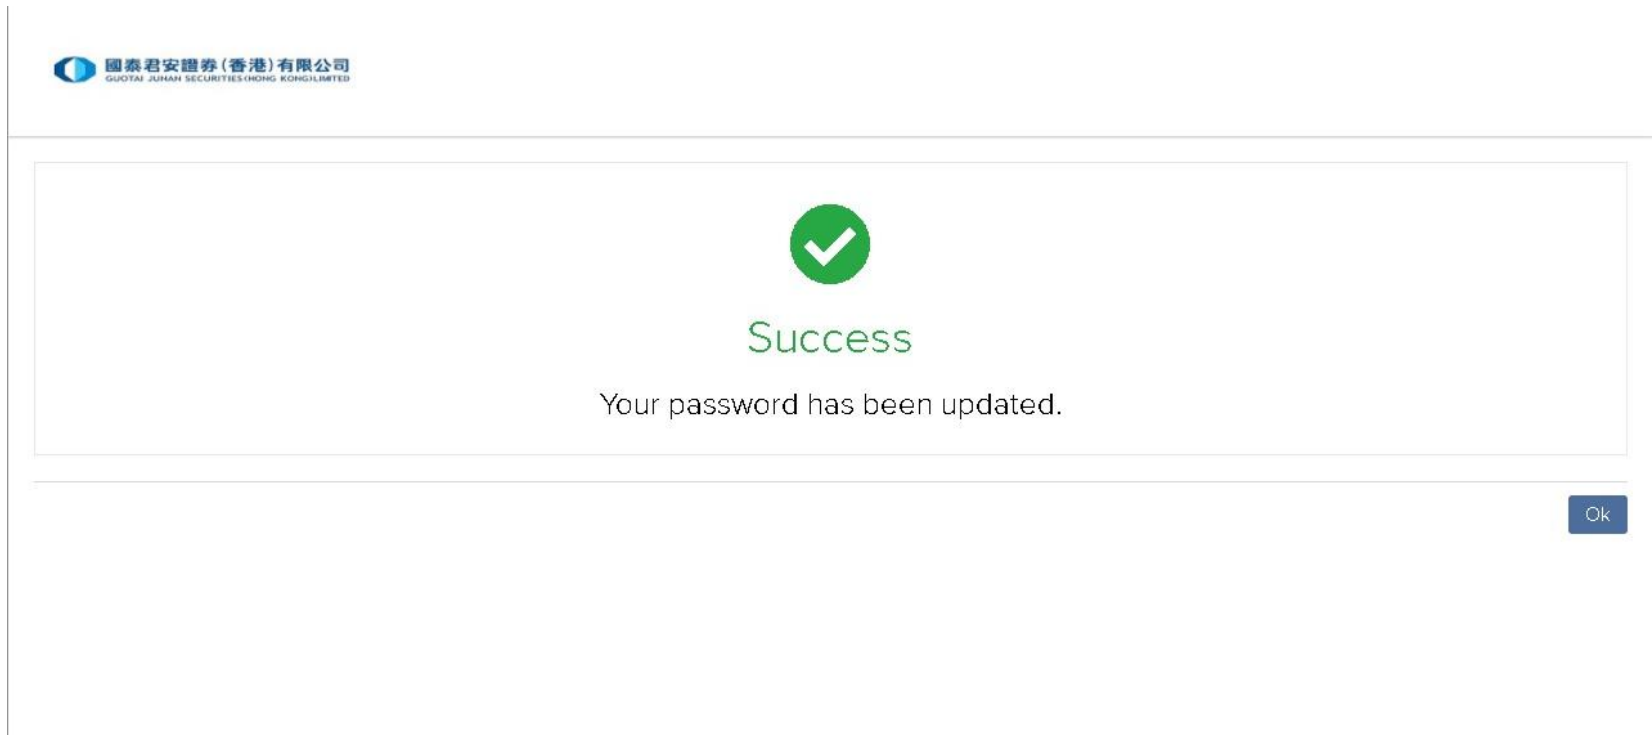 國泰君安證券(香港)有限公司
GUOTAI JUNAN SECURITIES (HONG KONG) LIMITED
Success
Your password has been updated.
Ok